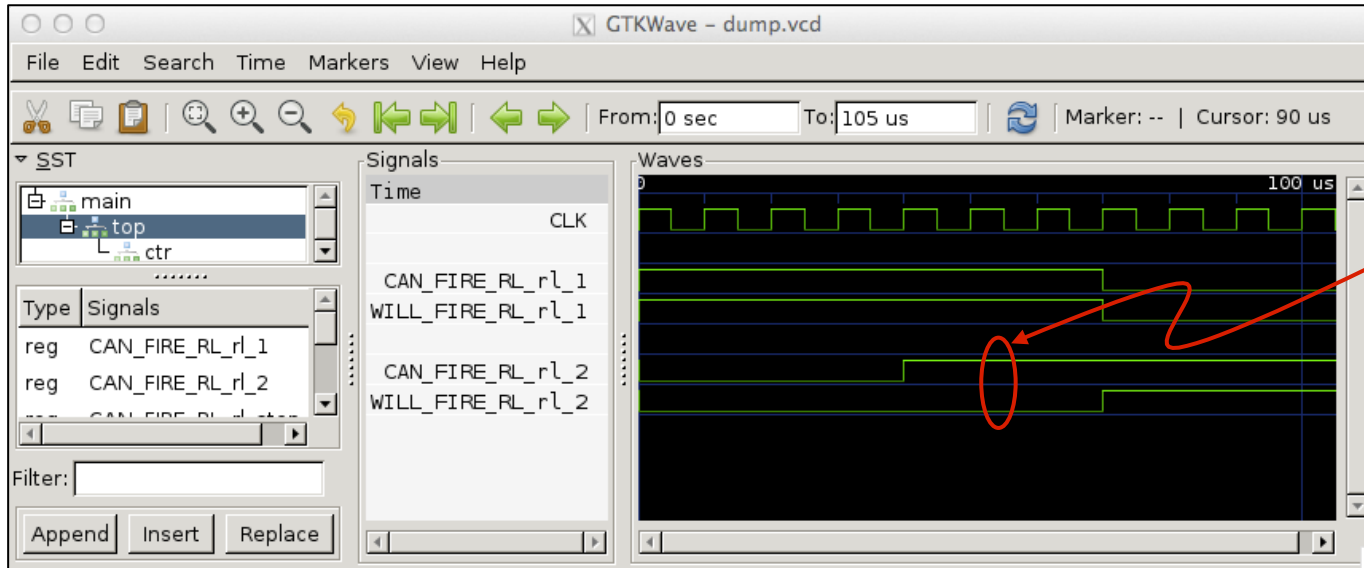 GTKWave – dump.vcd
File Edit Search Time Markers View Help
From: 0 sec To: 105 us Marker: -- | Cursor: 90 us
SST
main
top
ctr
Type Signals
reg CAN_FIRE_RL_rl_1
reg CAN_FIRE_RL_rl_2
Filter:
Append Insert Replace
Signals
Time
CLK
CAN_FIRE_RL_rl_1
WILL_FIRE_RL_rl_1
CAN_FIRE_RL_rl_2
WILL_FIRE_RL_rl_2
Waves
0 100 us